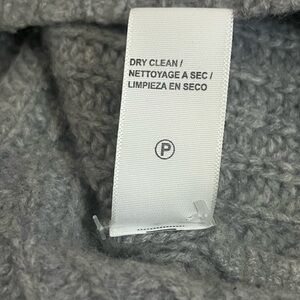 DRY CLEAN /
NETTOYAGE A SEC /
LIMPIEZA EN SECO
P